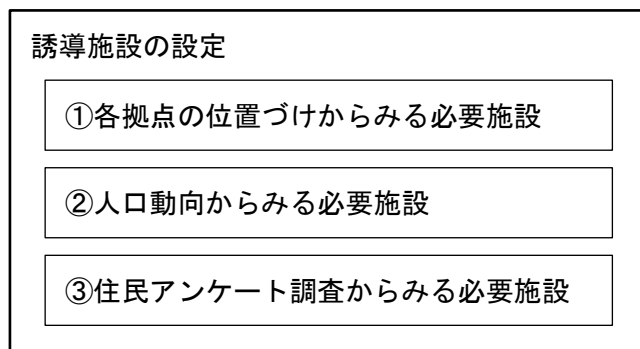 誘導施設の設定
①各拠点の位置づけからみる必要施設
②人口動向からみる必要施設
③住民アンケート調査からみる必要施設